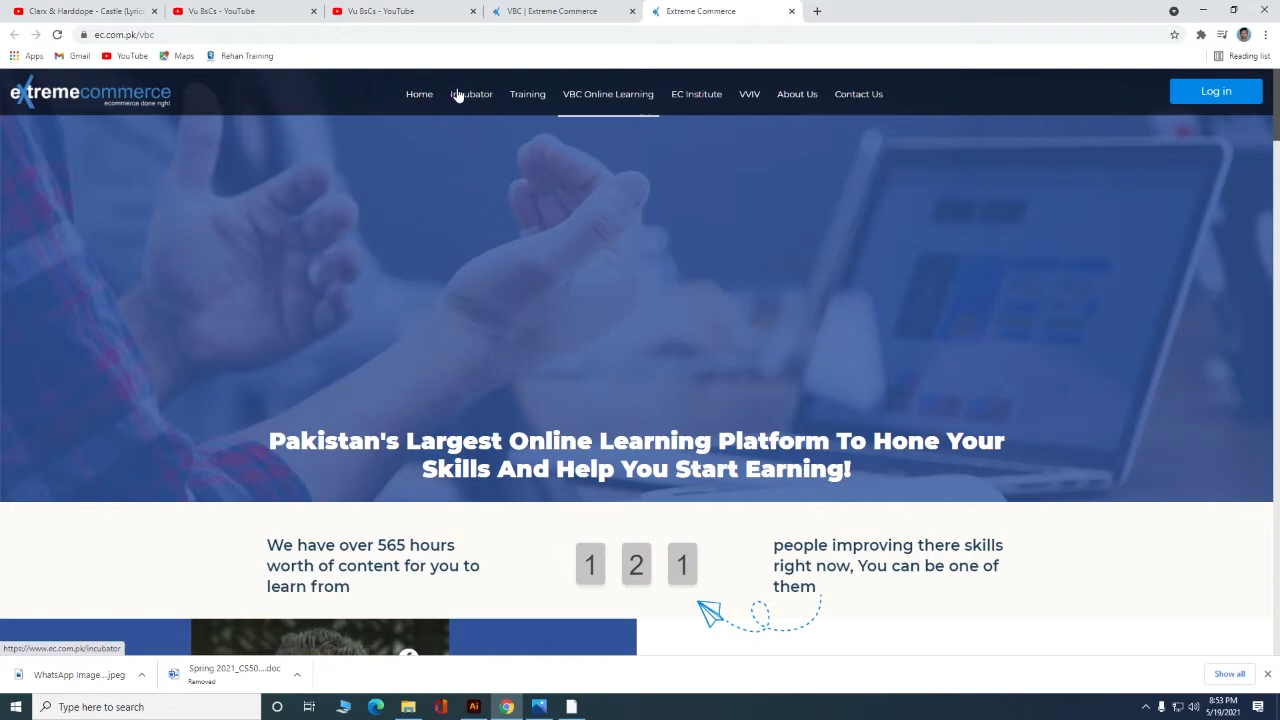 Clarx & Harddope - Castle (Lyric
Vu BsCs - YouTube
Vu BsCs - YouTube
VBC | Extreme Commerce
Extreme Commerce
ec.com.pk/vbc
Apps
Gmail
YouTube
Maps
Rehan Training
Reading list
extremecommerce
ecommerce done right
Home
Incubator
Training
VBC Online Learning
EC Institute
VVIV
About Us
Contact Us
Log in
Pakistan's Largest Online Learning Platform To Hone Your
Skills And Help You Start Earning!
We have over 565 hours
worth of content for you to
learn from
1 2 1
people improving there skills
right now, You can be one of
them
https://www.ec.com.pk/incubator
WhatsApp Image....jpeg
Spring 2021_CS50....doc
Removed
Show all
Type here to search
Ai
8:53 PM
5/19/2021